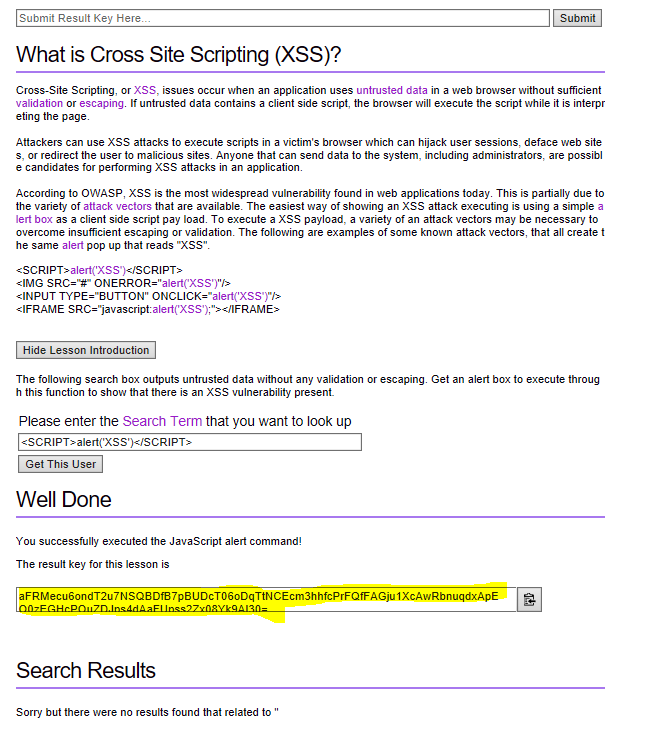 Submit Result Key Here...
Submit
What is Cross Site Scripting (XSS)?
Cross-Site Scripting, or XSS, issues occur when an application uses untrusted data in a web browser without sufficient
validation or escaping. If untrusted data contains a client side script, the browser will execute the script while it is interpr
eting the page.
Attackers can use XSS attacks to execute scripts in a victim's browser which can hijack user sessions, deface web site
s, or redirect the user to malicious sites. Anyone that can send data to the system, including administrators, are possibl
e candidates for performing XSS attacks in an application.
According to OWASP, XSS is the most widespread vulnerability found in web applications today. This is partially due to
the variety of attack vectors that are available. The easiest way of showing an XSS attack executing is using a simple a
lert box as a client side script pay load. To execute a XSS payload, a variety of an attack vectors may be necessary to
overcome insufficient escaping or validation. The following are examples of some known attack vectors, that all create t
he same alert pop up that reads "XSS".
<SCRIPT>alert('XSS')</SCRIPT>
<IMG SRC="#" ONERROR="alert('XSS')"/>
<INPUT TYPE="BUTTON" ONCLICK="alert('XSS')"/>
<IFRAME SRC="javascript:alert('XSS');"></IFRAME>
Hide Lesson Introduction
The following search box outputs untrusted data without any validation or escaping. Get an alert box to execute throug
h this function to show that there is an XSS vulnerability present.
Please enter the Search Term that you want to look up
<SCRIPT>alert('XSS')</SCRIPT>
Get This User
Well Done
You successfully executed the JavaScript alert command!
The result key for this lesson is
aFRMecu6ondT2u7NSQBDfB7pBUDcT06oDqTtNCEcm3hhfcPrFQfFAGju1XcAwRbnuqdxApE
Search Results
Sorry but there were no results found that related to "